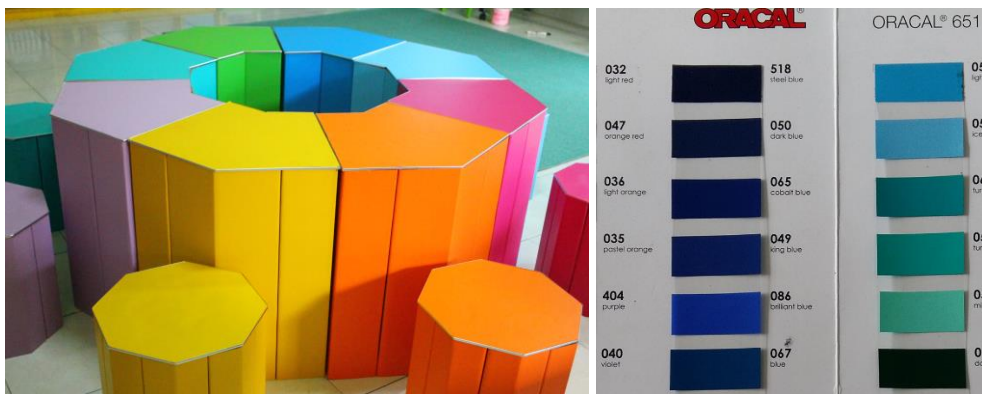 ORACAL®
032
light red
047
orange red
036
light orange
035
pastel orange
404
purple
040
violet
518
steel blue
050
dark blue
065
cobalt blue
049
king blue
086
brilliant blue
067
blue
ORACAL® 651